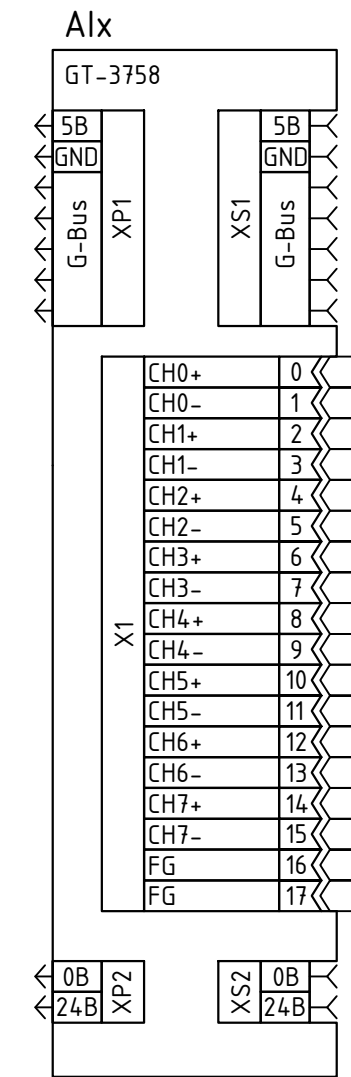 AIx
GT-3758
5В 5В
GND GND
G-Bus XP1 XS1 G-Bus
X1
CH0+ 0
CH0- 1
CH1+ 2
CH1- 3
CH2+ 4
CH2- 5
CH3+ 6
CH3- 7
CH4+ 8
CH4- 9
CH5+ 10
CH5- 11
CH6+ 12
CH6- 13
CH7+ 14
CH7- 15
FG 16
FG 17
0В XP2 XS2 0В
24В 24В